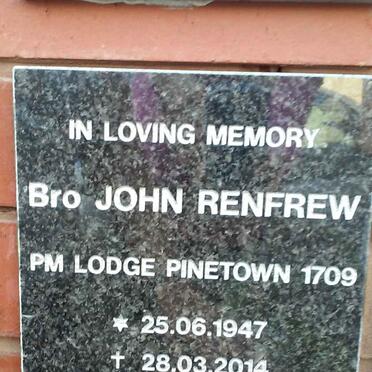 IN LOVING MEMORY
Bro JOHN RENFREW
PM LODGE PINETOWN 1709
* 25.06.1947
† 28.03.2014